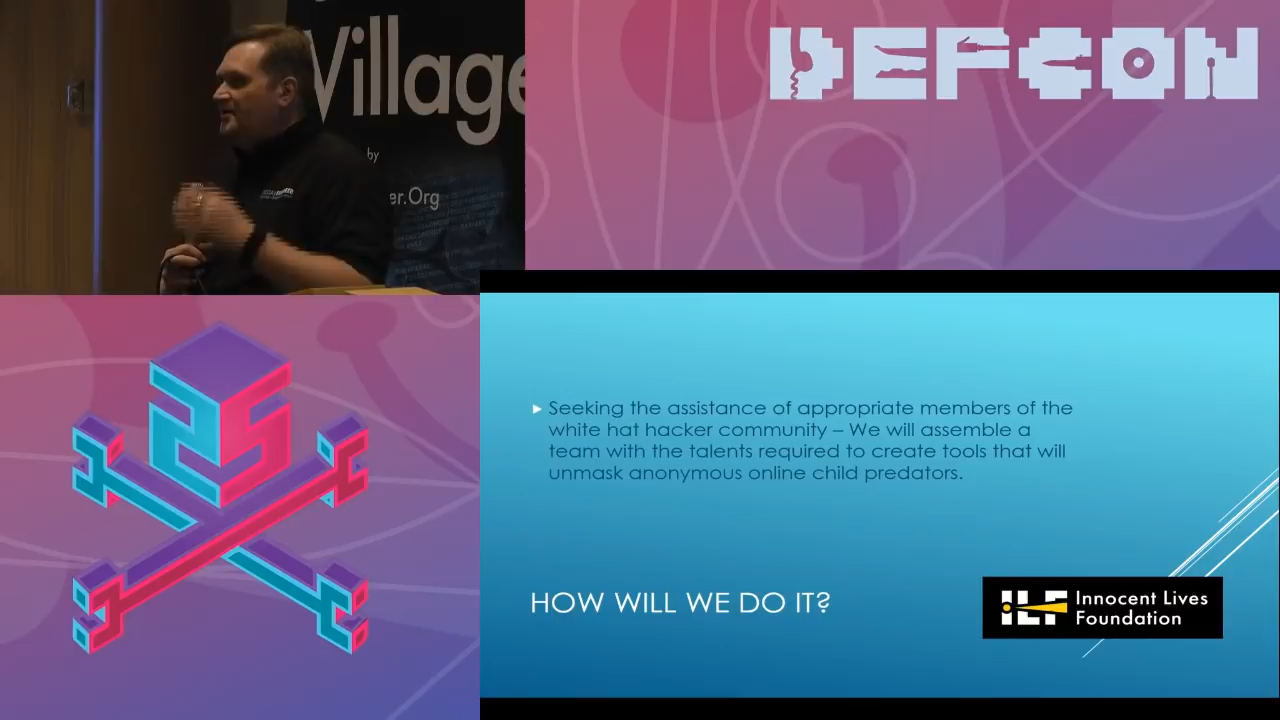 Village
by
er.Org
DEFCON
Seeking the assistance of appropriate members of the
white hat hacker community – We will assemble a
team with the talents required to create tools that will
unmask anonymous online child predators.
HOW WILL WE DO IT?
ILF
Innocent Lives
Foundation